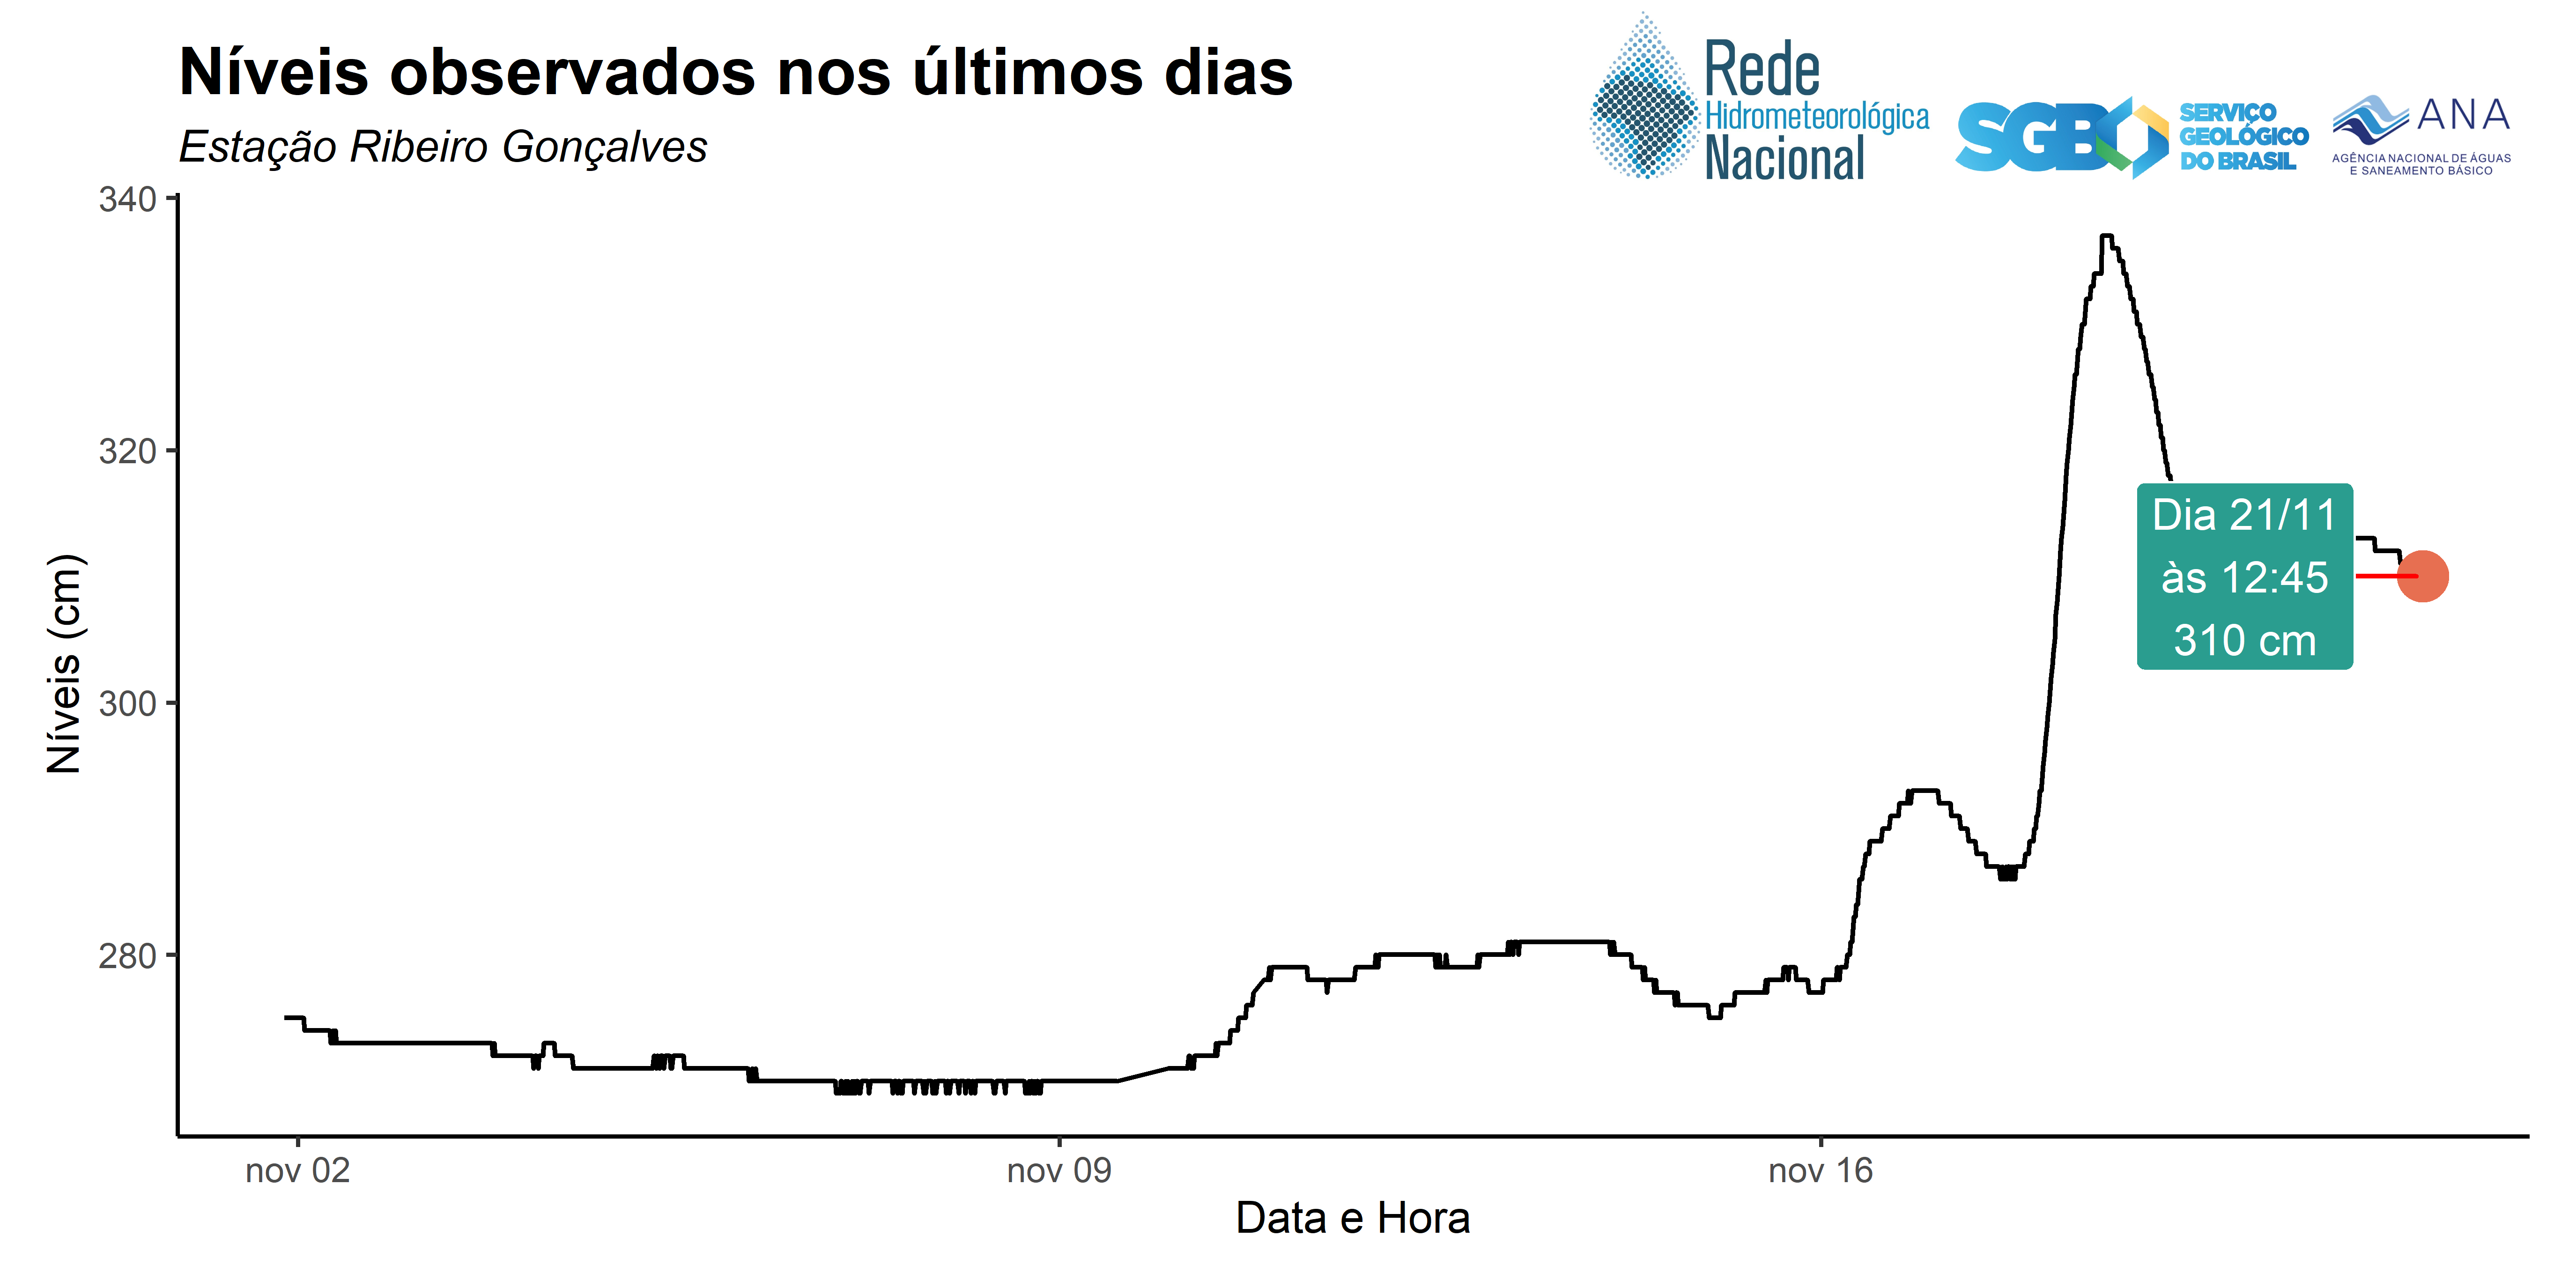 Níveis observados nos últimos dias
Estação Ribeiro Gonçalves
Rede
Hidrometeorológica
Nacional
SGB
SERVIÇO
GEOLÓGICO
DO BRASIL
ANA
AGÊNCIA NACIONAL DE ÁGUAS
E SANEAMENTO BÁSICO
Níveis (cm)
340
320
300
280
Dia 21/11
às 12:45
310 cm
nov 02
nov 09
nov 16
Data e Hora